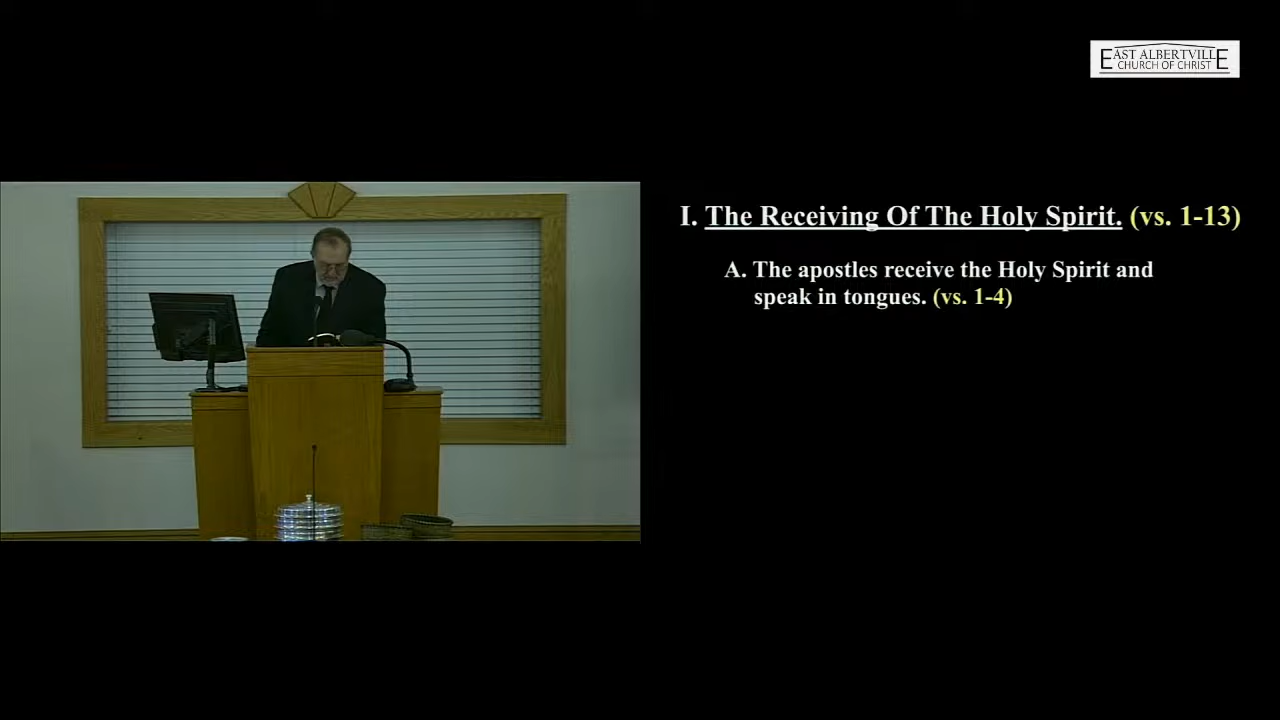 EAST ALBERTVILLE
CHURCH OF CHRIST
I. The Receiving Of The Holy Spirit. (vs. 1-13)
A. The apostles receive the Holy Spirit and
speak in tongues. (vs. 1-4)